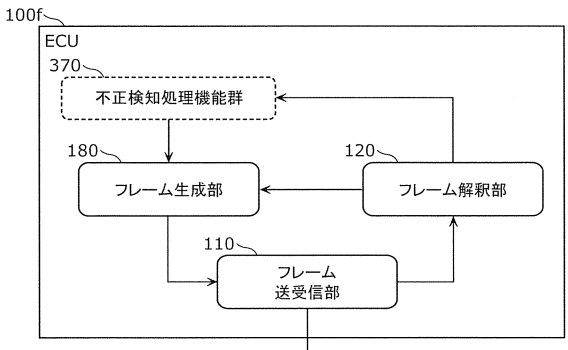 100f
ECU
370
不正検知処理機能群
180
フレーム生成部
120
フレーム解釈部
110
フレーム
送受信部